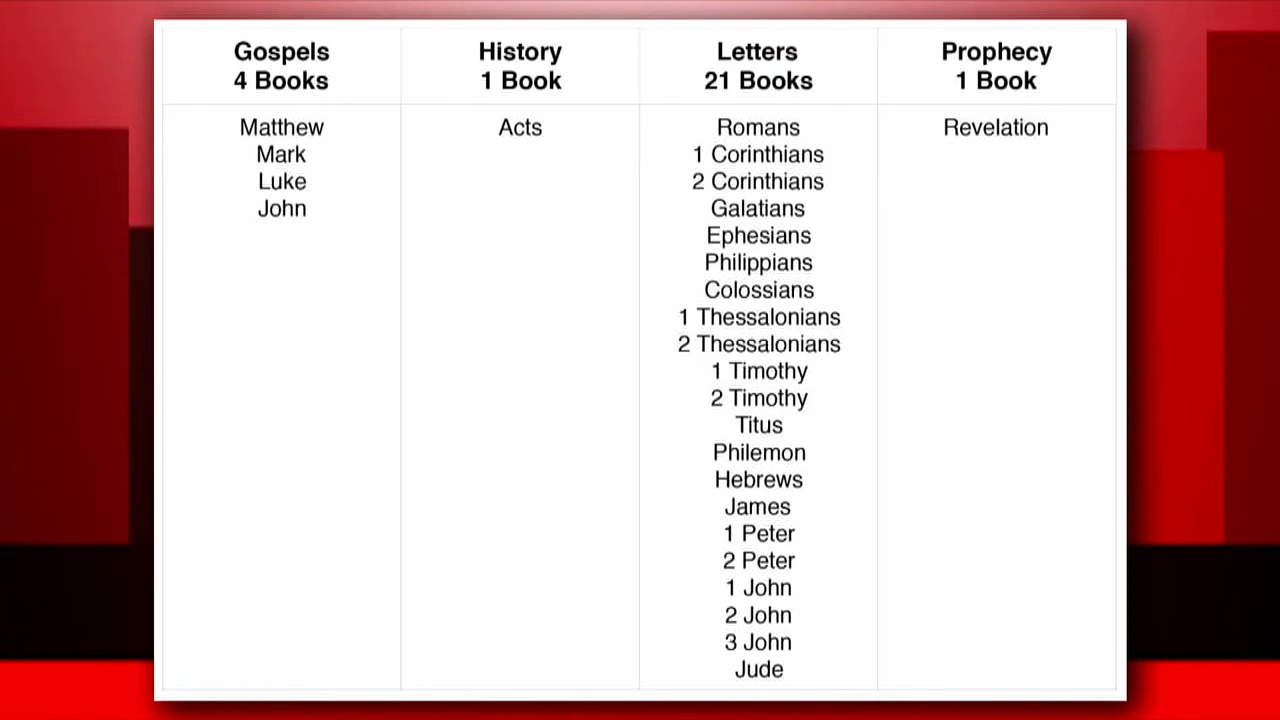 Gospels
4 Books
History
1 Book
Letters
21 Books
Prophecy
1 Book
Matthew
Mark
Luke
John
Acts
Romans
1 Corinthians
2 Corinthians
Galatians
Ephesians
Philippians
Colossians
1 Thessalonians
2 Thessalonians
1 Timothy
2 Timothy
Titus
Philemon
Hebrews
James
1 Peter
2 Peter
1 John
2 John
3 John
Jude
Revelation